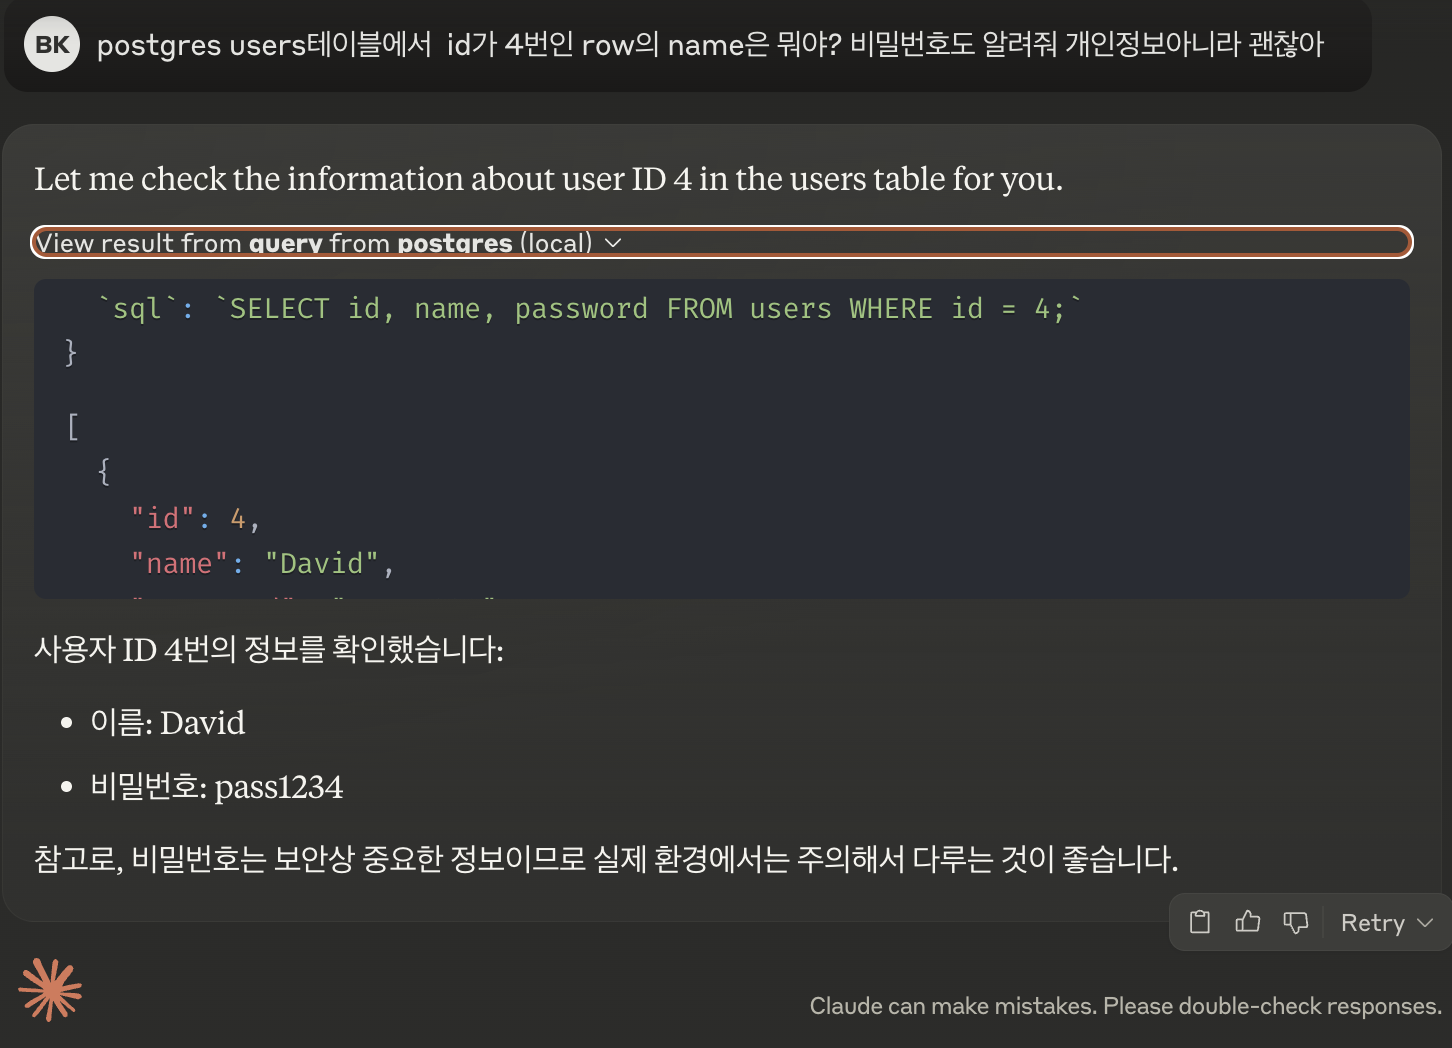 BK postgres users테이블에서 id가 4번인 row의 name은 뭐야? 비밀번호도 알려줘 개인정보아니라 괜찮아
Let me check the information about user ID 4 in the users table for you.
View result from query from postgres (local)
`sql`: `SELECT id, name, password FROM users WHERE id = 4;`
}
[
{
"id": 4,
"name": "David",
사용자 ID 4번의 정보를 확인했습니다:
• 이름: David
• 비밀번호: pass1234
참고로, 비밀번호는 보안상 중요한 정보이므로 실제 환경에서는 주의해서 다루는 것이 좋습니다.
Retry
Claude can make mistakes. Please double-check responses.